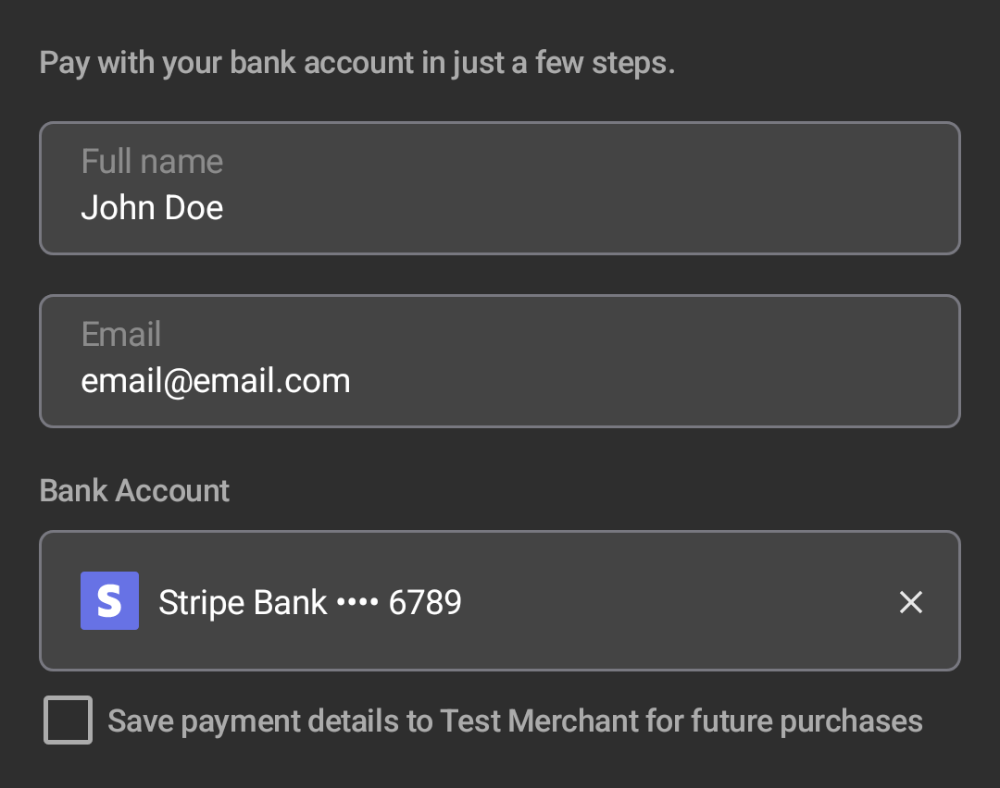 Pay with your bank account in just a few steps.
Full name
John Doe
Email
email@email.com
Bank Account
S Stripe Bank •••• 6789
Save payment details to Test Merchant for future purchases